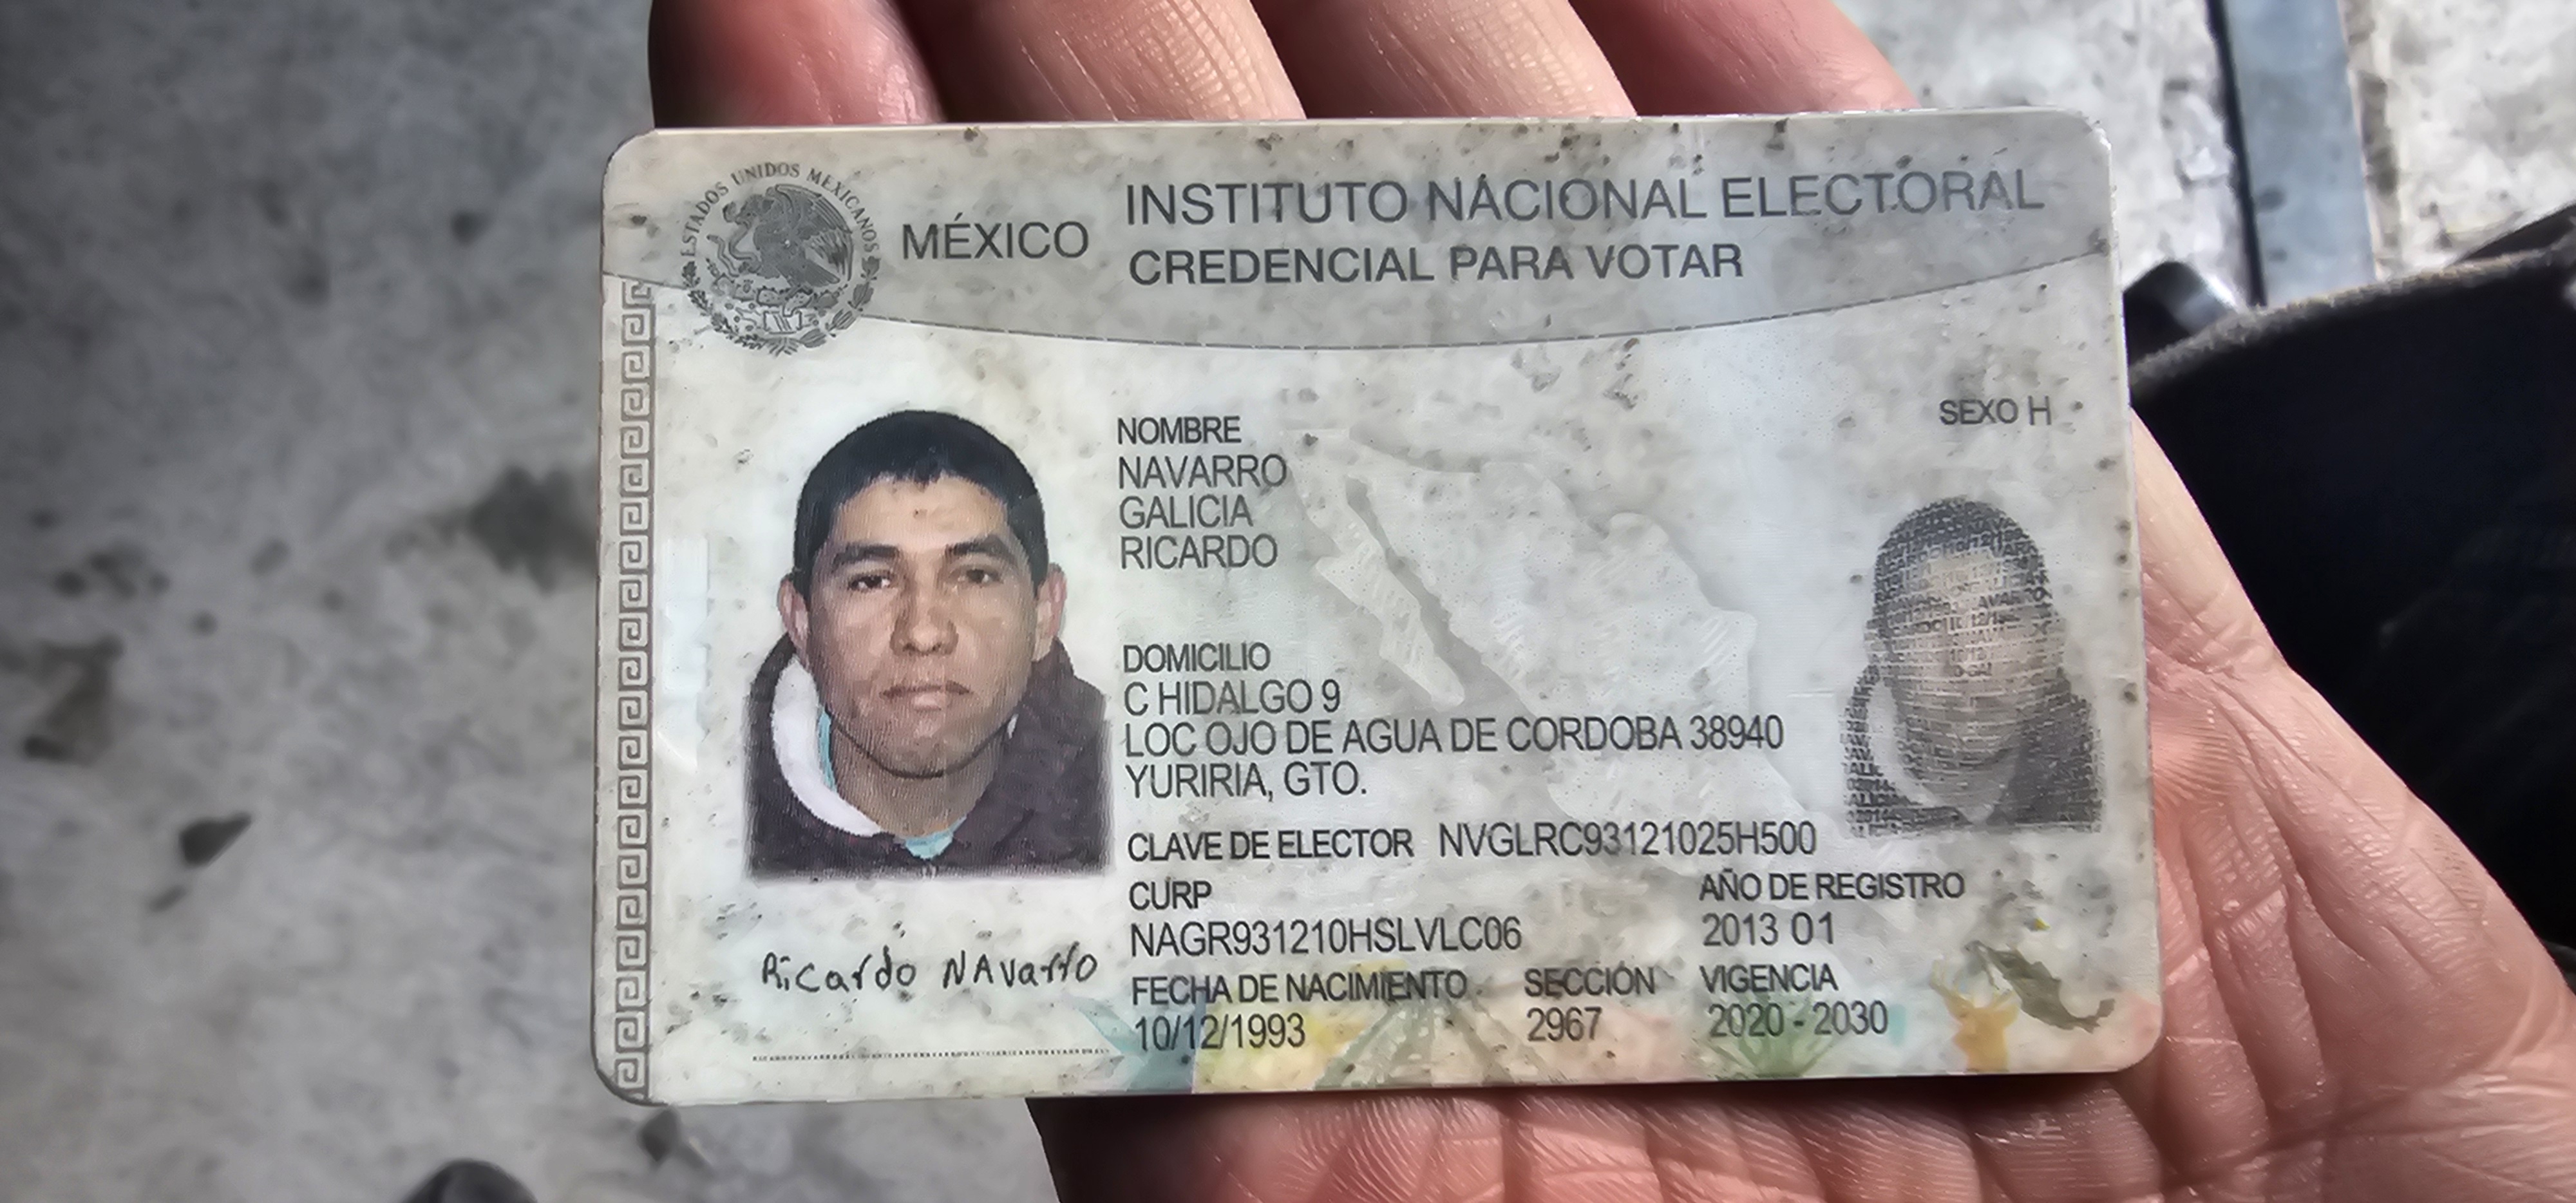 ESTADOS UNIDOS MEXICANOS
MÉXICO INSTITUTO NACIONAL ELECTORAL
CREDENCIAL PARA VOTAR
NOMBRE
NAVARRO
GALICIA
RICARDO
SEXO H
DOMICILIO
C HIDALGO 9
LOC OJO DE AGUA DE CORDOBA 38940
YURIRIA, GTO.
CLAVE DE ELECTOR NVGLRC93121025H500
CURP
NAGR931210HSLVLC06
AÑO DE REGISTRO
2013 01
FECHA DE NACIMIENTO
10/12/1993
SECCIÓN
2967
VIGENCIA
2020 - 2030
Ricardo NAvarro